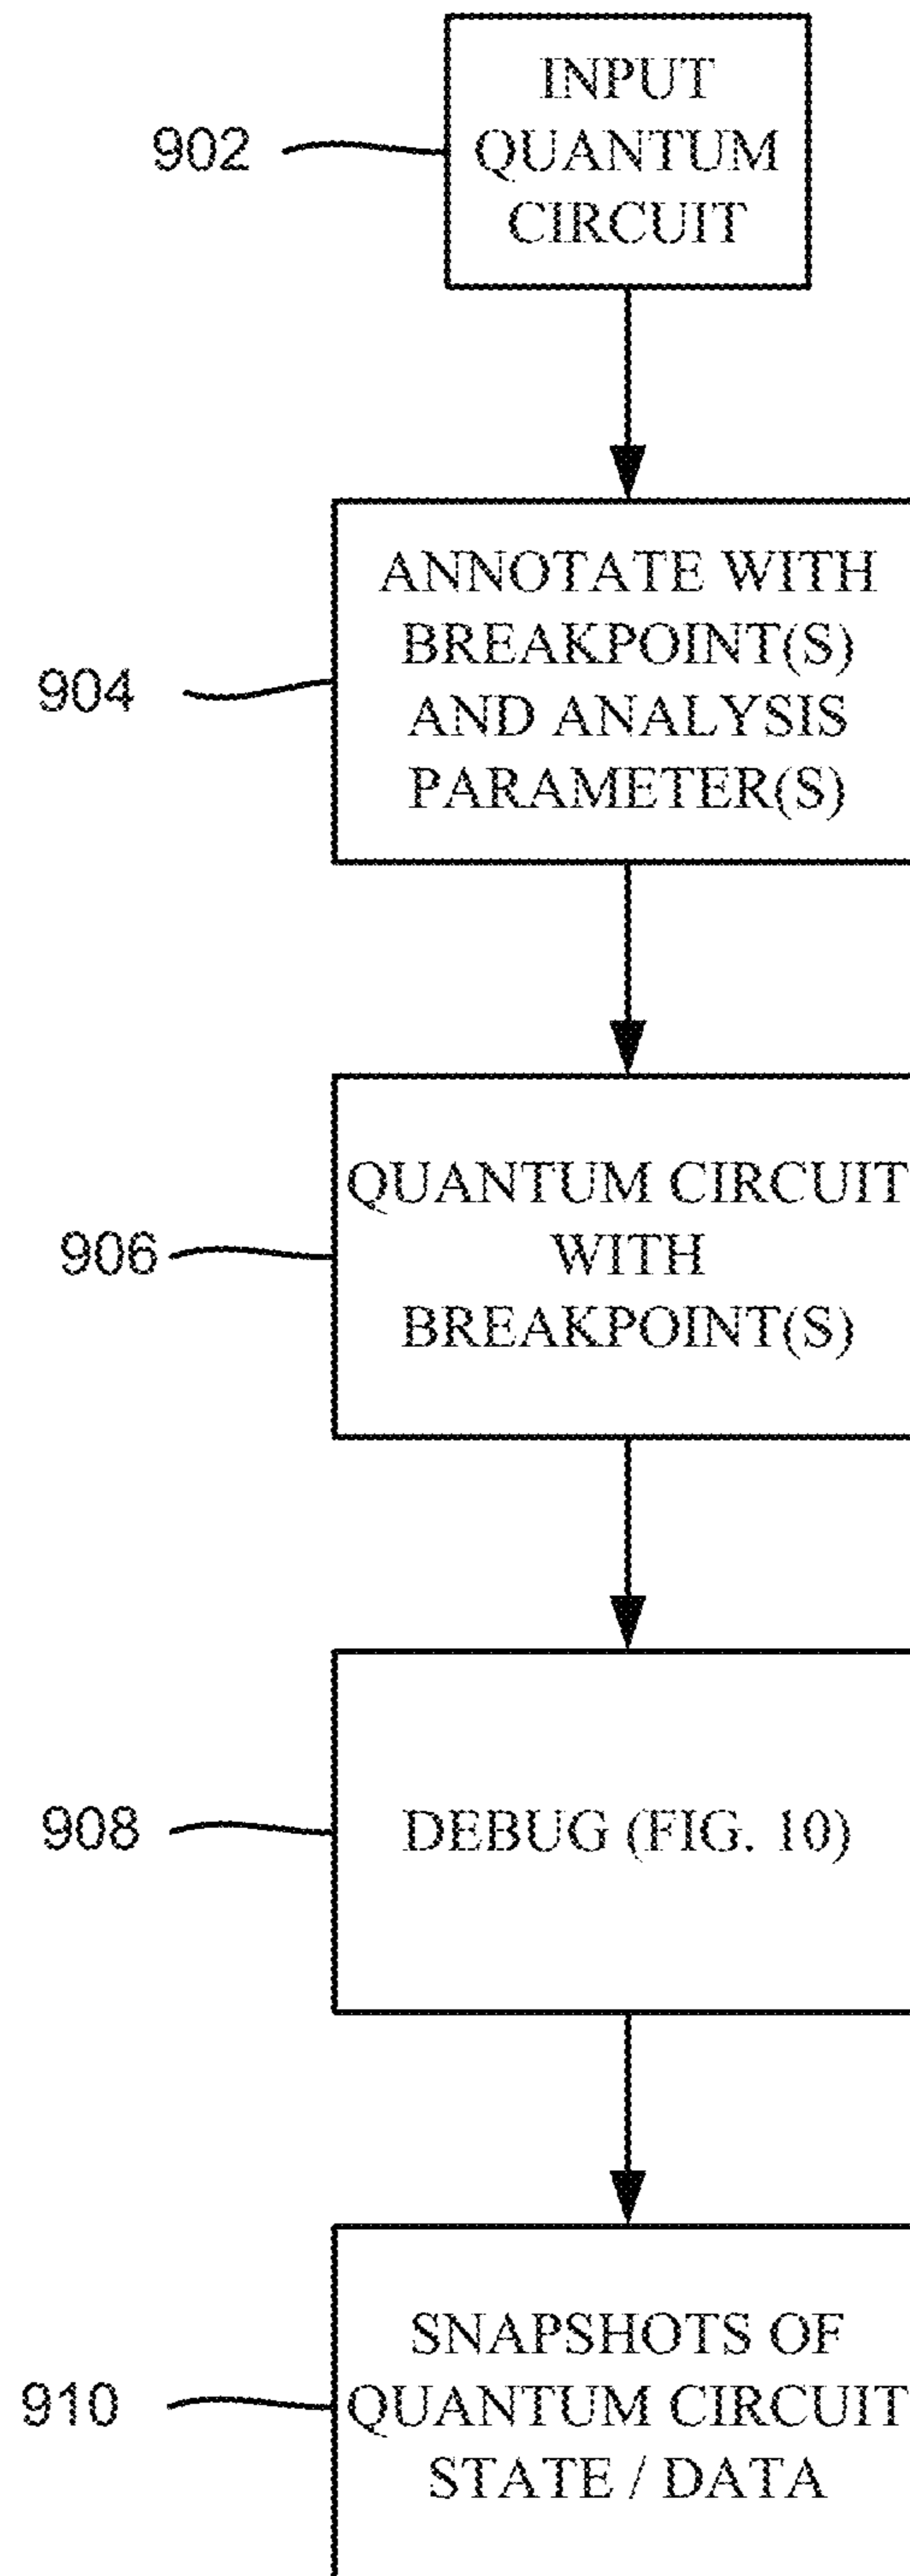 902
INPUT
QUANTUM
CIRCUIT
904
ANNOTATE WITH
BREAKPOINT(S)
AND ANALYSIS
PARAMETER(S)
906
QUANTUM CIRCUIT
WITH
BREAKPOINT(S)
908
DEBUG (FIG. 10)
910
SNAPSHOTS OF
QUANTUM CIRCUIT
STATE / DATA